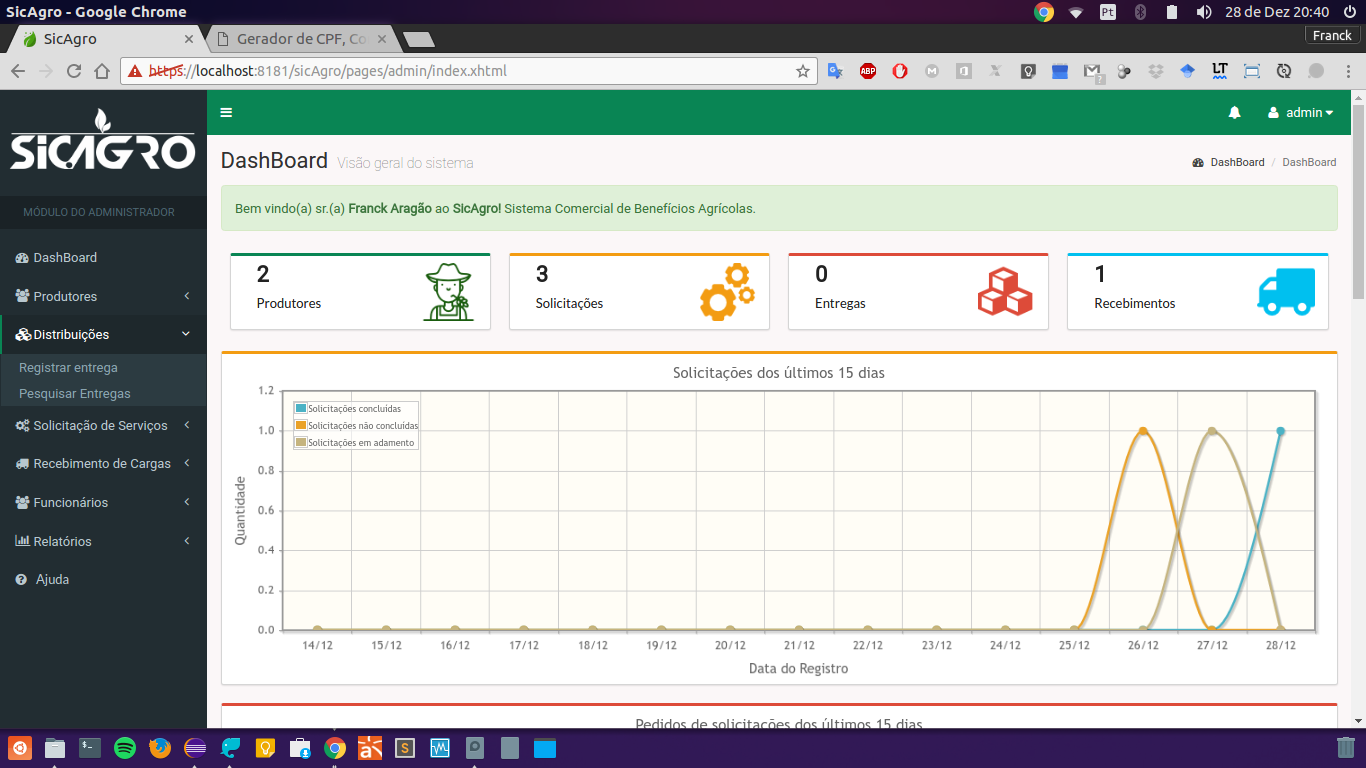 SicAgro - Google Chrome
Pt
28 de Dez 20:40
SicAgro
Gerador de CPF, Co
Franck
https://localhost:8181/sicAgro/pages/admin/index.xhtml
ABP
LT
SICAGRO
admin
MÓDULO DO ADMINISTRADOR
DashBoard
Produtores
Distribuições
Registrar entrega
Pesquisar Entregas
Solicitação de Serviços
Recebimento de Cargas
Funcionários
Relatórios
Ajuda
DashBoard Visão geral do sistema
DashBoard / DashBoard
Bem vindo(a) sr.(a) Franck Aragão ao SicAgro! Sistema Comercial de Benefícios Agrícolas.
2
Produtores
3
Solicitações
0
Entregas
1
Recebimentos
Solicitações dos últimos 15 dias
Solicitações concluídas
Solicitações não concluídas
Solicitações em adamento
Quantidade
1.2
1.0
0.8
0.6
0.4
0.2
0.0
14/12 15/12 16/12 17/12 18/12 19/12 20/12 21/12 22/12 23/12 24/12 25/12 26/12 27/12 28/12
Data do Registro
Pedidos de solicitações dos últimos 15 dias